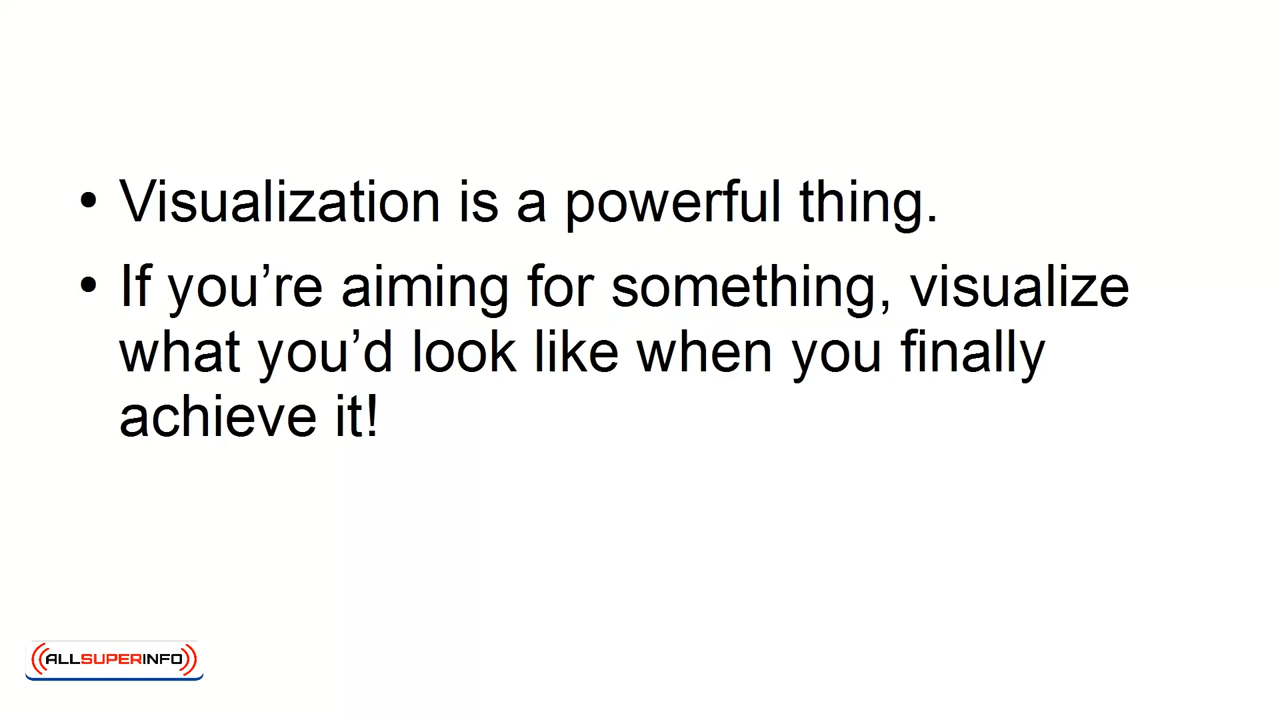 • Visualization is a powerful thing.
• If you’re aiming for something, visualize
what you’d look like when you finally
achieve it!
ALLSUPERINFO